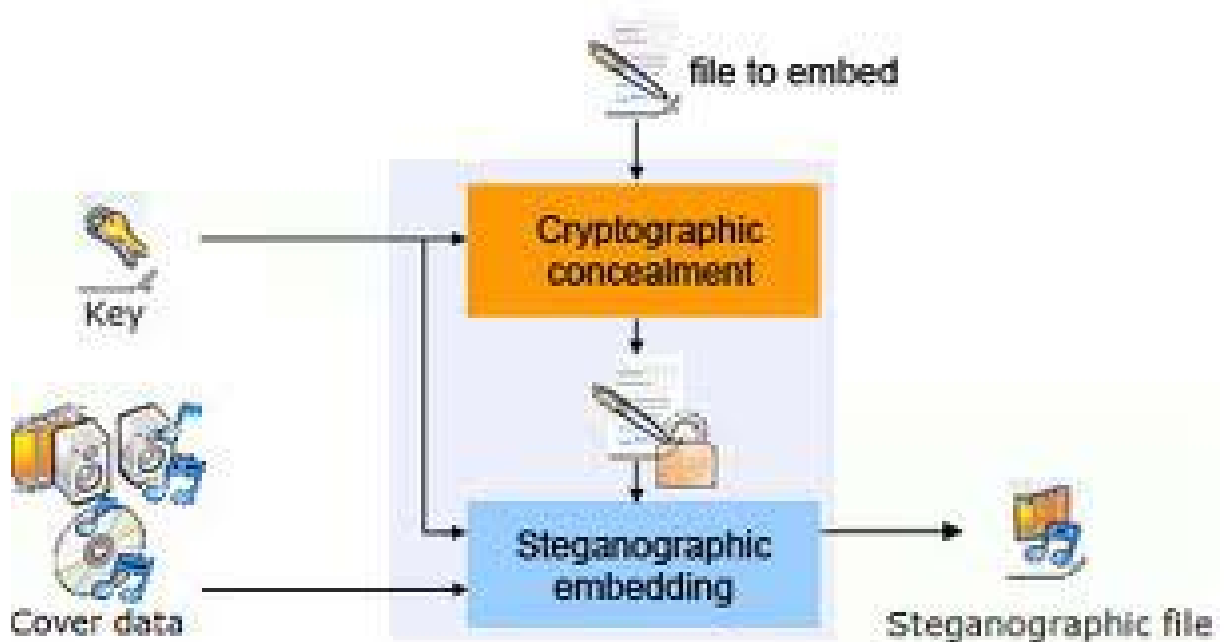 file to embed
Cryptographic
concealment
Key
Steganographic
embedding
Cover data
Steganographic file